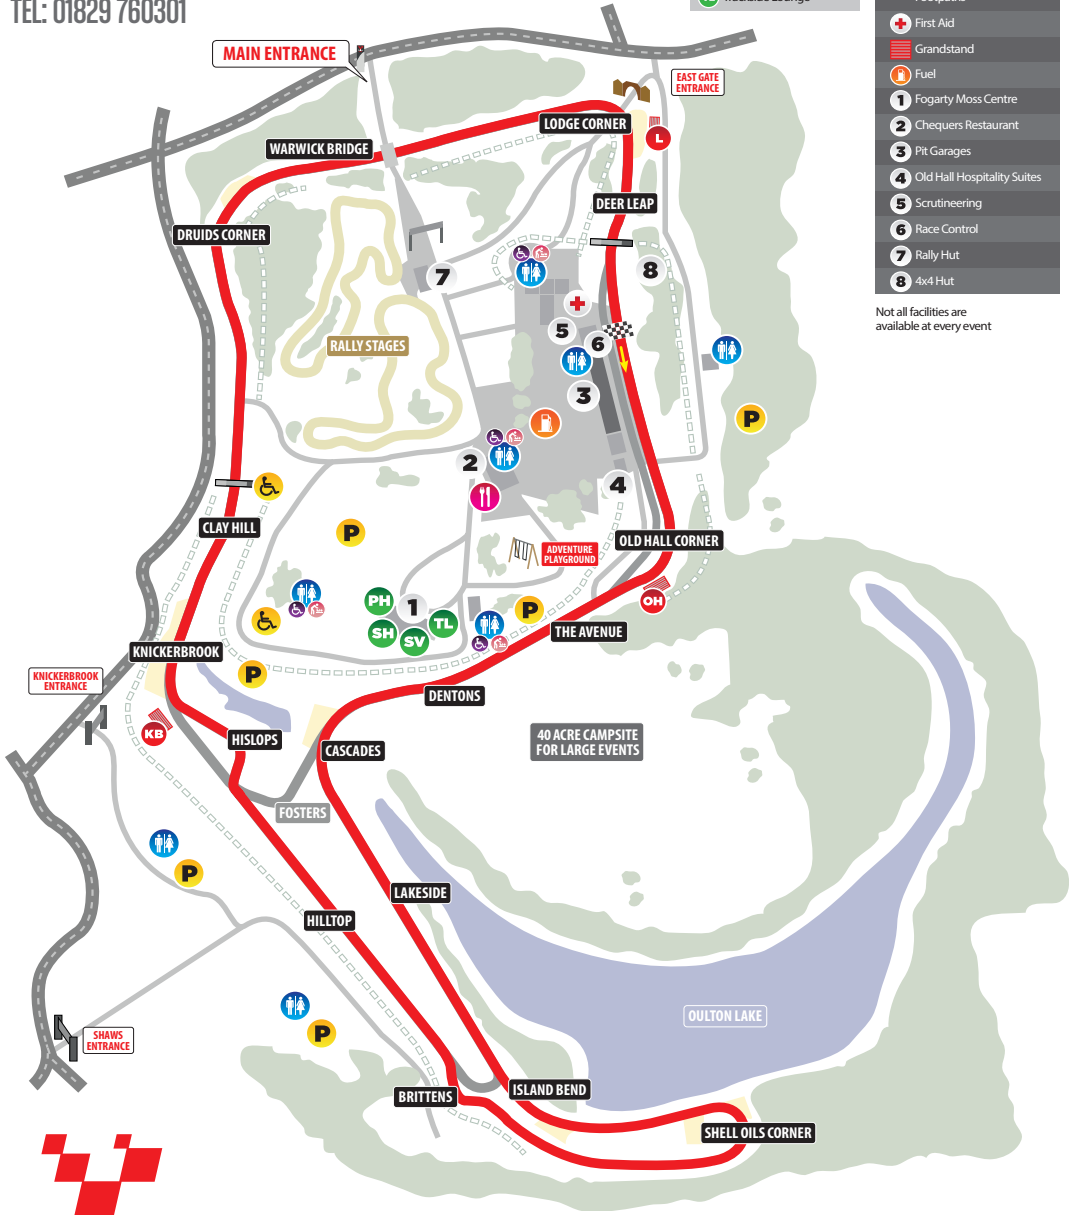 TEL: 01829 760301
TL Trackside Lounge
Footpaths
First Aid
Grandstand
Fuel
1 Fogarty Moss Centre
2 Chequers Restaurant
3 Pit Garages
4 Old Hall Hospitality Suites
5 Scrutineering
6 Race Control
7 Rally Hut
8 4x4 Hut
Not all facilities are
available at every event
MAIN ENTRANCE
EAST GATE
ENTRANCE
LODGE CORNER
L
WARWICK BRIDGE
DEER LEAP
DRUIDS CORNER
7
8
5
6
RALLY STAGES
3
P
2
4
CLAY HILL
P
OLD HALL CORNER
ADVENTURE
PLAYGROUND
PH
1
OH
P
TL
SH
SV
THE AVENUE
KNICKERBROOK
KNICKERBROOK
ENTRANCE
P
DENTONS
KB
HISLOPS
CASCADES
40 ACRE CAMPSITE
FOR LARGE EVENTS
FOSTERS
P
LAKESIDE
HILLTOP
OULTON LAKE
P
SHAWS
ENTRANCE
BRITTENS
ISLAND BEND
SHELL OILS CORNER